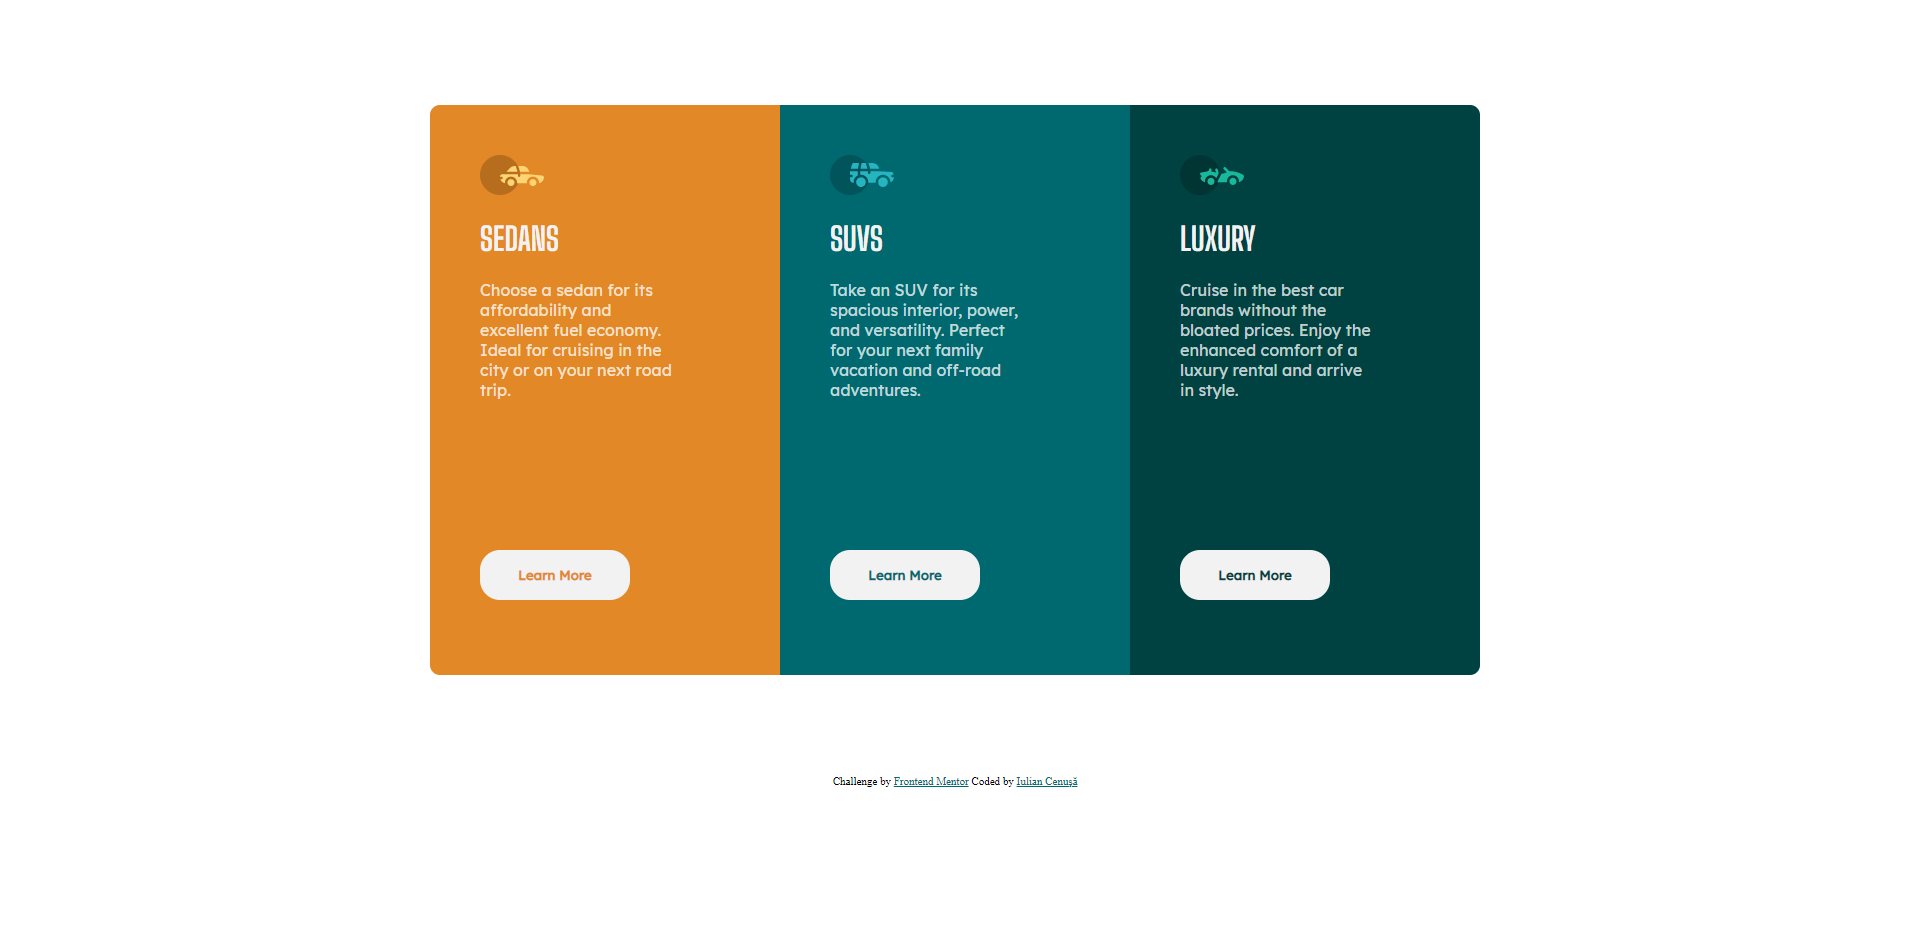 SEDANS
Choose a sedan for its
affordability and
excellent fuel economy.
Ideal for cruising in the
city or on your next road
trip.
Learn More
SUVS
Take an SUV for its
spacious interior, power,
and versatility. Perfect
for your next family
vacation and off-road
adventures.
Learn More
LUXURY
Cruise in the best car
brands without the
bloated prices. Enjoy the
enhanced comfort of a
luxury rental and arrive
in style.
Learn More
Challenge by Frontend Mentor Coded by Iulian Cenușă